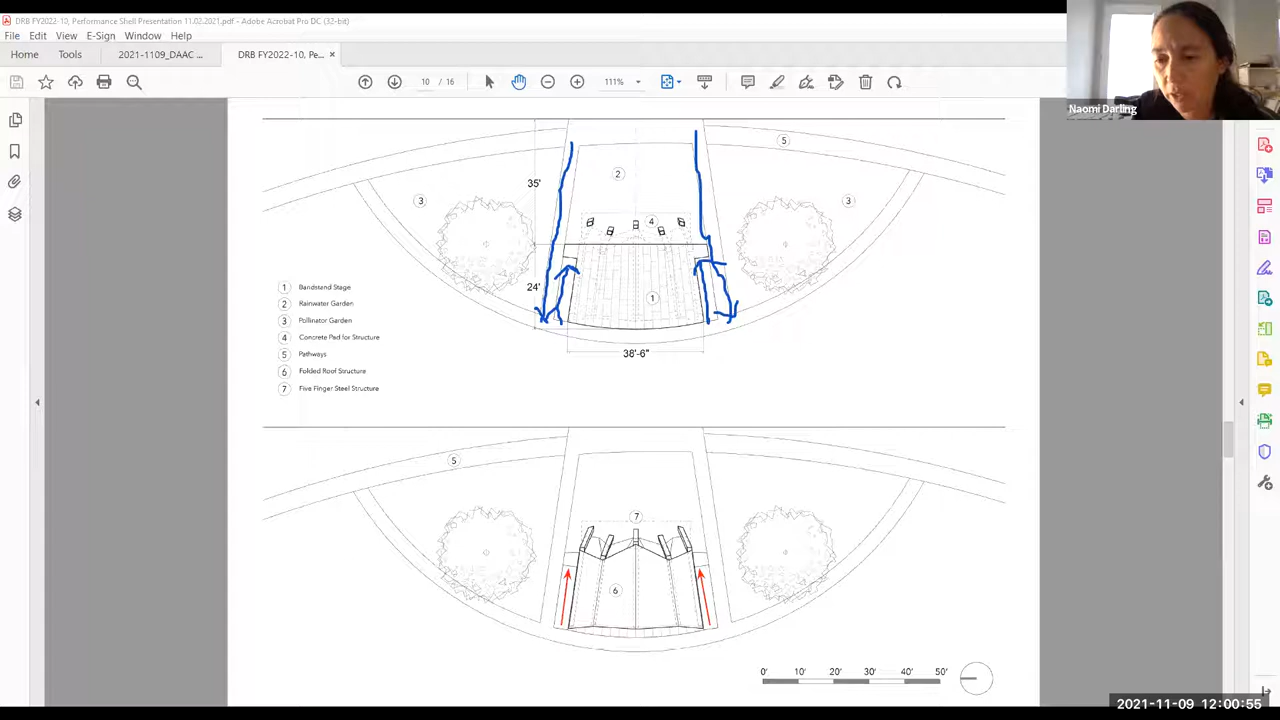 DRB FY2022-10, Performance Shell Presentation 11.02.2021.pdf - Adobe Acrobat Pro DC (32-bit)
File Edit View E-Sign Window Help
Home Tools 2021-1109_DAAC ... DRB FY2022-10, Pe... ×
10 / 16 111%
Naomi Darling
5
35'
2
3
4
3
24'
1
38'-6"
1 Bandstand Stage
2 Rainwater Garden
3 Pollinator Garden
4 Concrete Pad for Structure
5 Pathways
6 Folded Roof Structure
7 Five Finger Steel Structure
5
7
6
0' 10' 20' 30' 40' 50'
2021-11-09 12:00:55